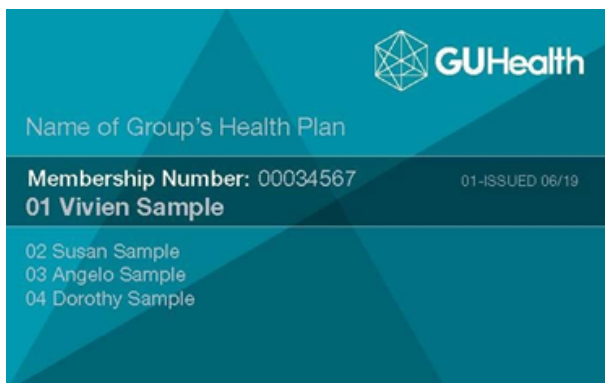 GUHealth
Name of Group's Health Plan
Membership Number: 00034567
01-ISSUED 06/19
01 Vivien Sample
02 Susan Sample
03 Angelo Sample
04 Dorothy Sample